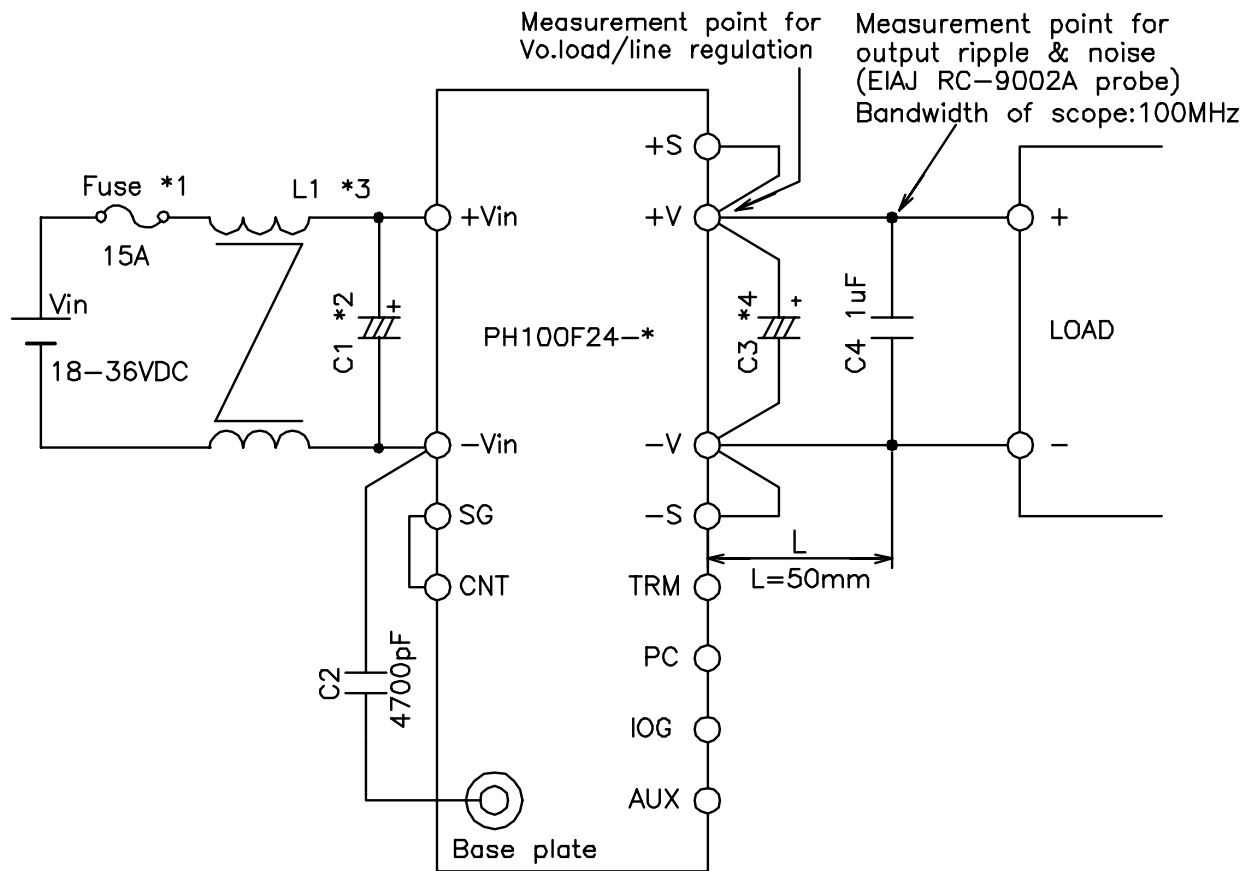 Measurement point for
Vo.load/line regulation
Measurement point for
output ripple & noise
(EIAJ RC-9002A probe)
Bandwidth of scope:100MHz
Fuse *1
15A
L1 *3
Vin
18-36VDC
C1 *2
+
+Vin
-Vin
SG
CNT
C2
4700pF
Base plate
PH100F24-*
+S
+V
-V
-S
TRM
PC
IOG
AUX
C3 *4
+
C4 1uF
L
L=50mm
+
LOAD
-